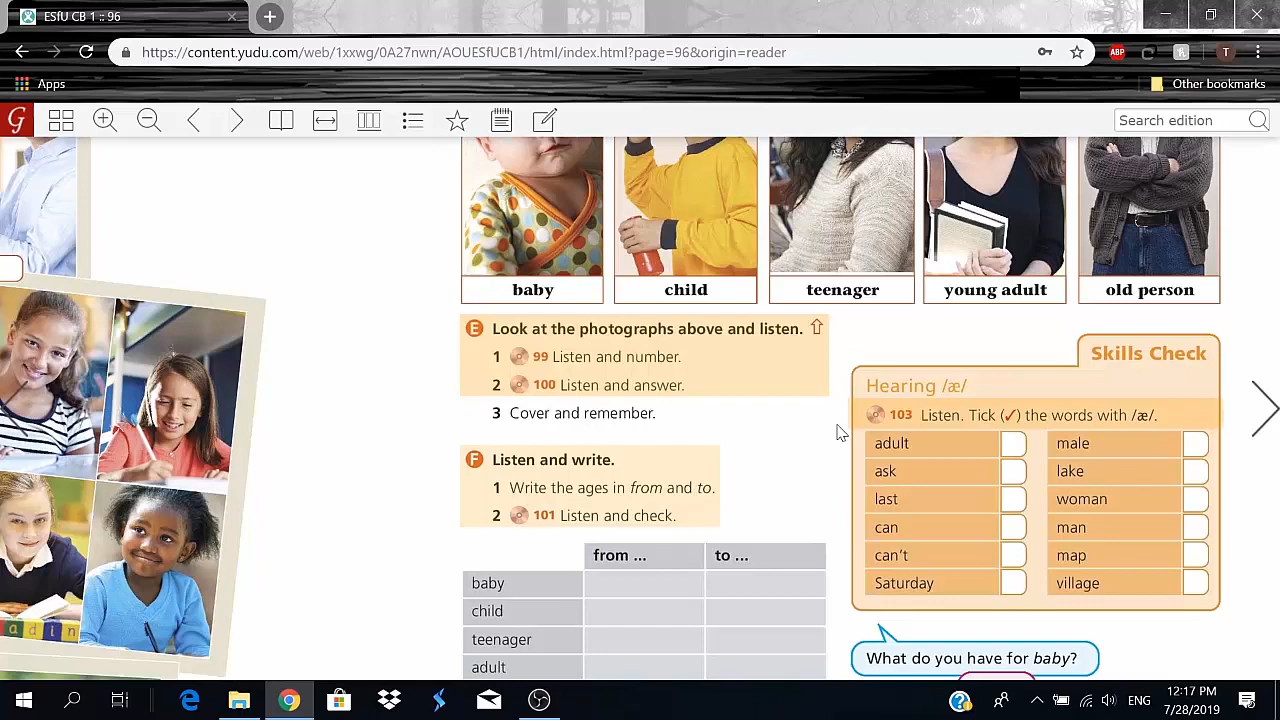 ESfU CB 1 :: 96
https://content.yudu.com/web/1xxwg/0A27nwn/AOUESfUCB1/html/index.html?page=96&origin=reader
ABP
T
Apps
Other bookmarks
G
Search edition
baby
child
teenager
young adult
old person
E Look at the photographs above and listen.
1 99 Listen and number.
2 100 Listen and answer.
3 Cover and remember.
F Listen and write.
1 Write the ages in from and to.
2 101 Listen and check.
from ... to ...
baby
child
teenager
adult
Skills Check
Hearing /æ/
103 Listen. Tick (✓) the words with /æ/.
adult male
ask lake
last woman
can man
can't map
Saturday village
What do you have for baby?
adin
ENG
12:17 PM
7/28/2019